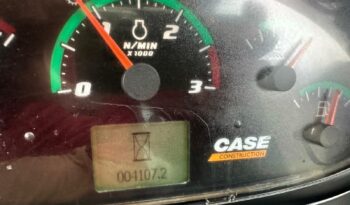 1 2
N/MIN
x 1000
0 3
CASE
CONSTRUCTION
004107.2